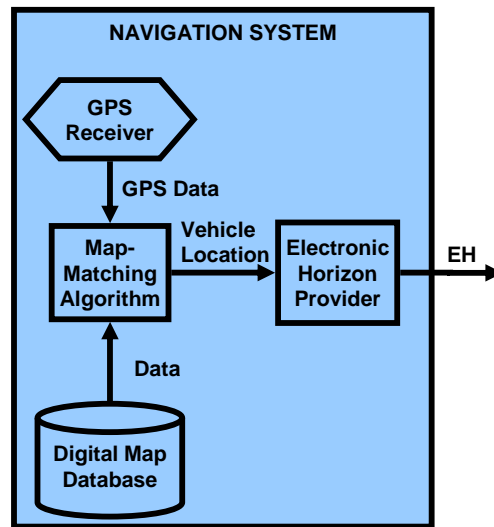 NAVIGATION SYSTEM
GPS
Receiver
GPS Data
Vehicle
Location
Map-
Matching
Algorithm
Electronic
Horizon
Provider
EH
Data
Digital Map
Database